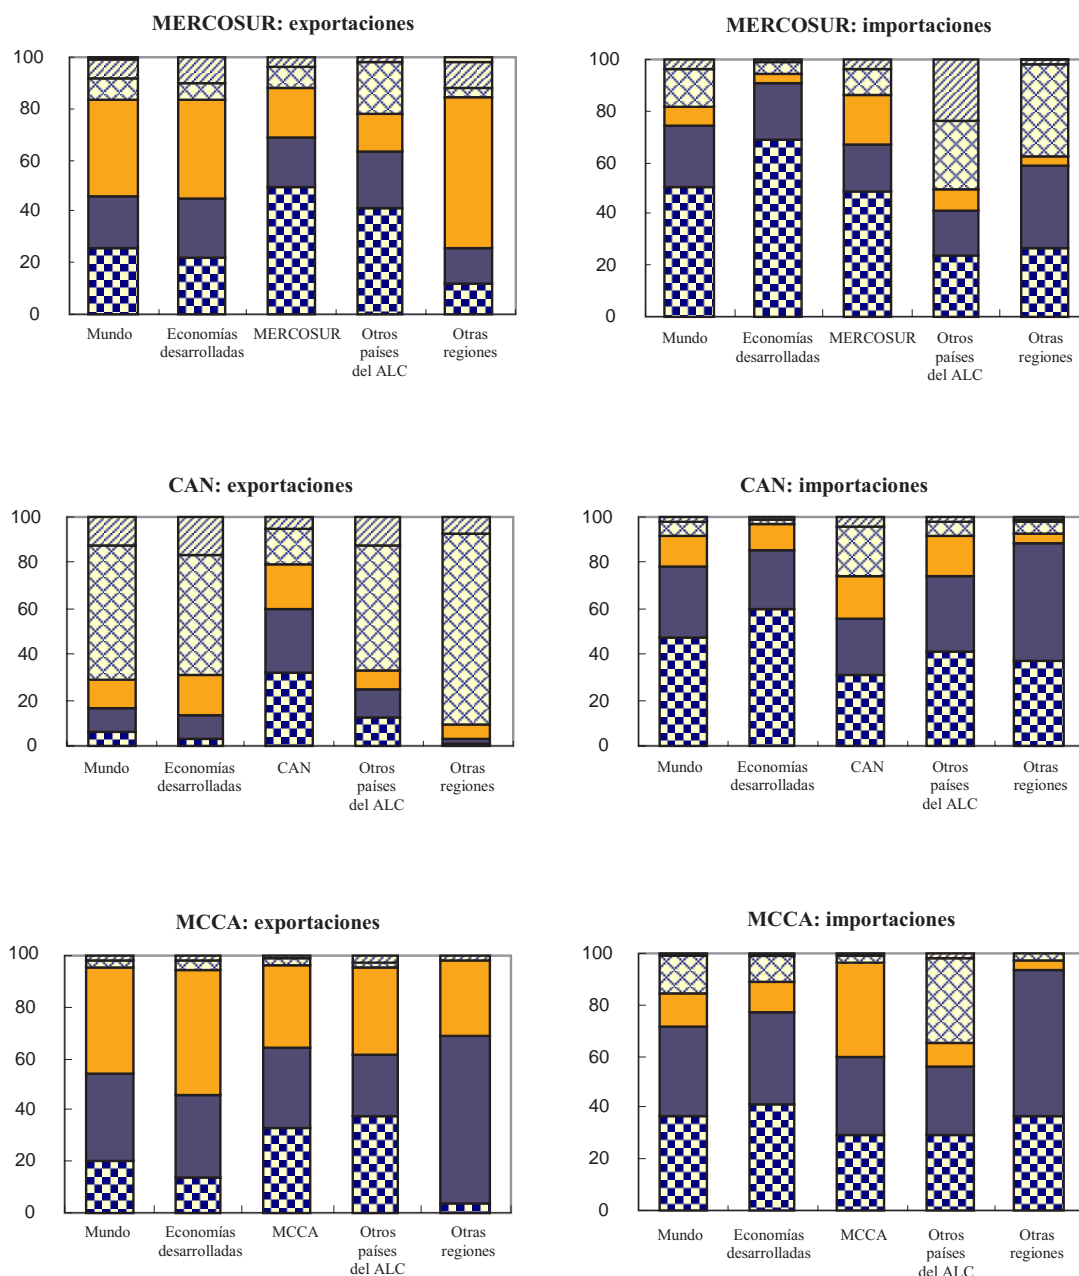 MERCOSUR: exportaciones
100
80
60
40
20
0
Mundo
Economías
desarrolladas
MERCOSUR
Otros
países
del ALC
Otras
regiones
MERCOSUR: importaciones
100
80
60
40
20
0
Mundo
Economías
desarrolladas
MERCOSUR
Otros
países
del ALC
Otras
regiones
CAN: exportaciones
100
80
60
40
20
0
Mundo
Economías
desarrolladas
CAN
Otros
países
del ALC
Otras
regiones
CAN: importaciones
100
80
60
40
20
0
Mundo
Economías
desarrolladas
CAN
Otros
países
del ALC
Otras
regiones
MCCA: exportaciones
100
80
60
40
20
0
Mundo
Economías
desarrolladas
MCCA
Otros
países
del ALC
Otras
regiones
MCCA: importaciones
100
80
60
40
20
0
Mundo
Economías
desarrolladas
MCCA
Otros
países
del ALC
Otras
regiones